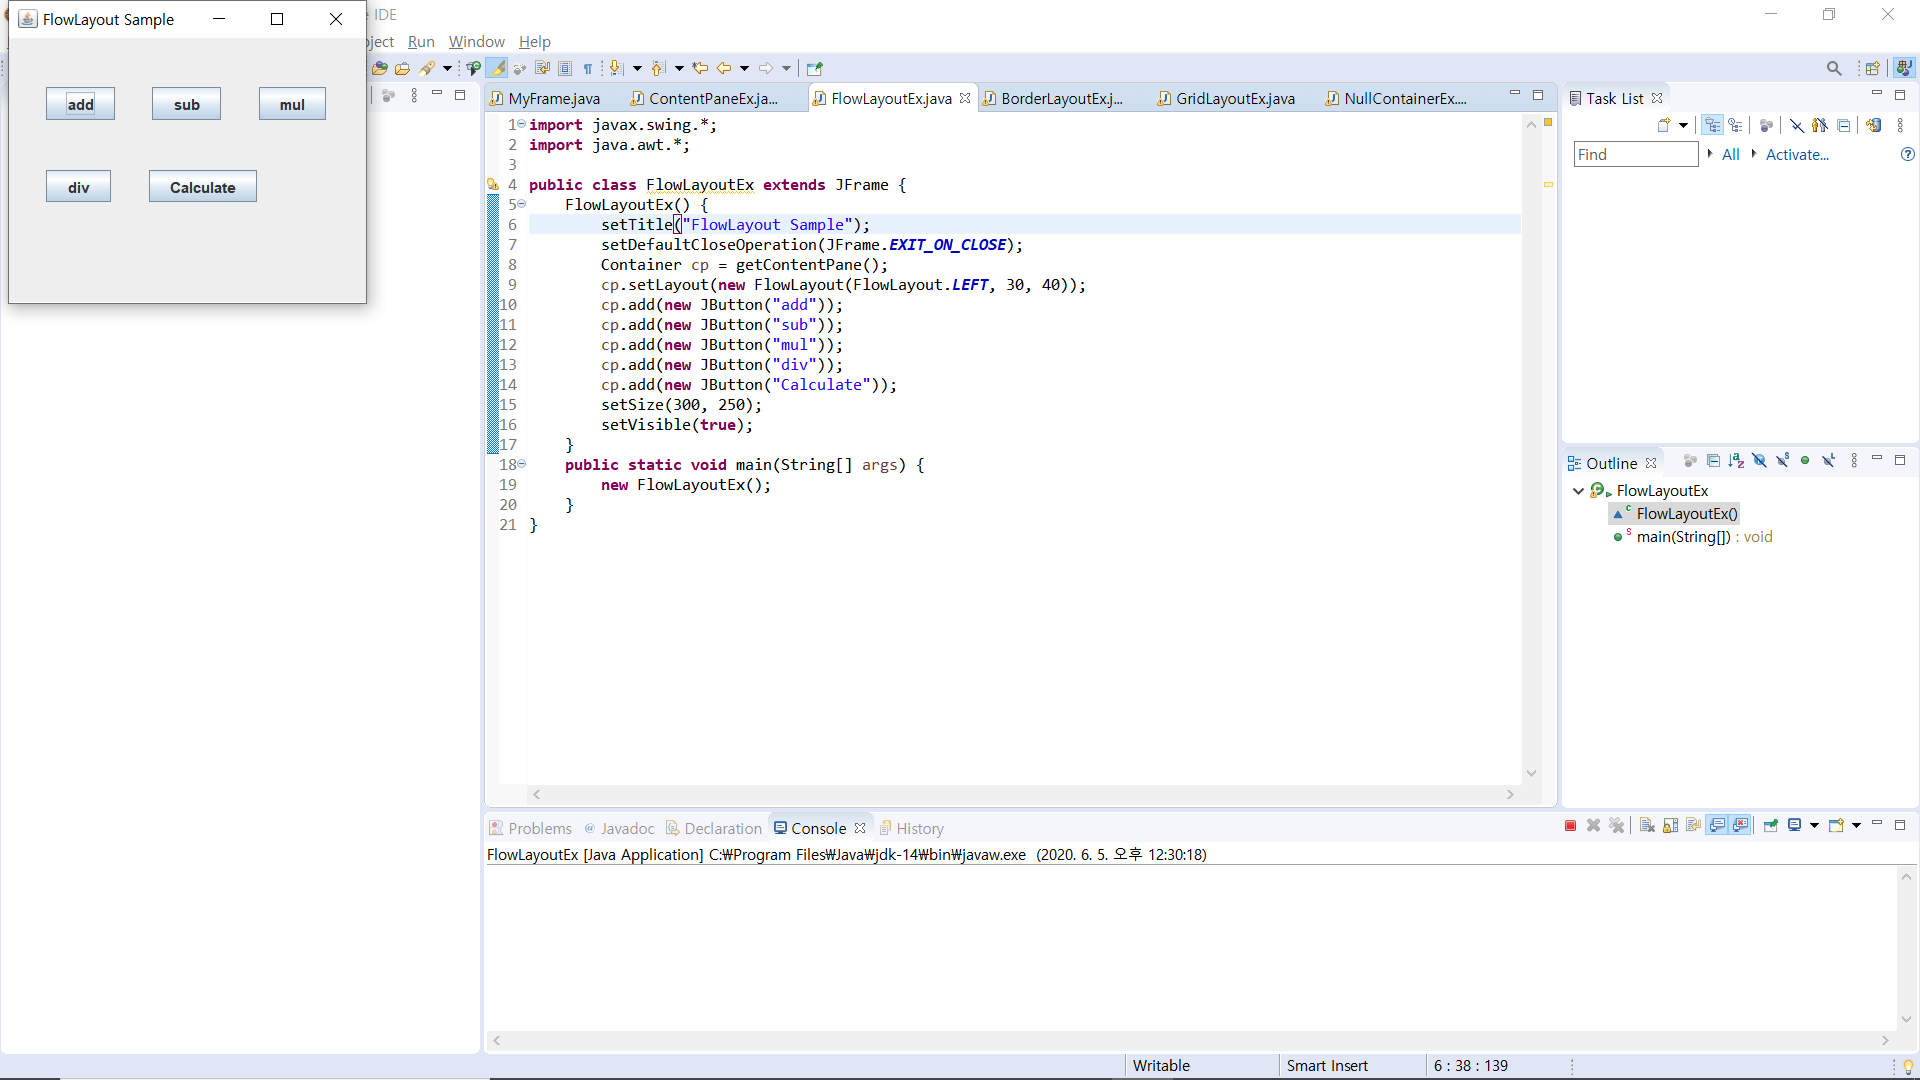 FlowLayout Sample
add sub mul
div Calculate
IDE
Run Window Help
MyFrame.java ContentPaneEx.ja... FlowLayoutEx.java BorderLayoutEx.j... GridLayoutEx.java NullContainerEx....
1 import javax.swing.*;
2 import java.awt.*;
3
4 public class FlowLayoutEx extends JFrame {
5 FlowLayoutEx() {
6 setTitle("FlowLayout Sample");
7 setDefaultCloseOperation(JFrame.EXIT_ON_CLOSE);
8 Container cp = getContentPane();
9 cp.setLayout(new FlowLayout(FlowLayout.LEFT, 30, 40));
10 cp.add(new JButton("add"));
11 cp.add(new JButton("sub"));
12 cp.add(new JButton("mul"));
13 cp.add(new JButton("div"));
14 cp.add(new JButton("Calculate"));
15 setSize(300, 250);
16 setVisible(true);
17 }
18 public static void main(String[] args) {
19 new FlowLayoutEx();
20 }
21 }
Task List
Find All Activate...
Outline
FlowLayoutEx
FlowLayoutEx()
main(String[]) : void
Problems Javadoc Declaration Console History
FlowLayoutEx [Java Application] C:₩Program Files₩Java₩jdk-14₩bin₩javaw.exe (2020. 6. 5. 오후 12:30:18)
Writable Smart Insert 6 : 38 : 139